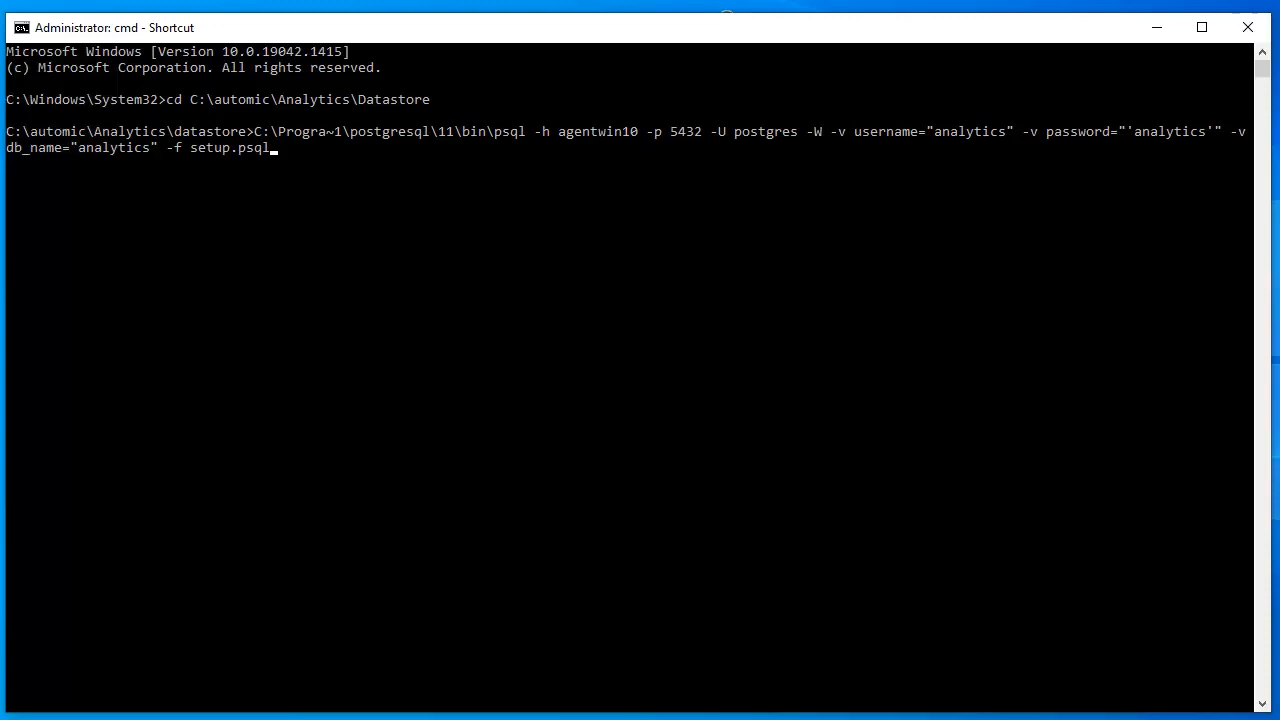 Administrator: cmd - Shortcut
Microsoft Windows [Version 10.0.19042.1415]
(c) Microsoft Corporation. All rights reserved.
C:\Windows\System32>cd C:\automic\Analytics\Datastore
C:\automic\Analytics\datastore>C:\Progra~1\postgresql\11\bin\psql -h agentwin10 -p 5432 -U postgres -W -v username="analytics" -v password="'analytics'" -v
db_name="analytics" -f setup.psql